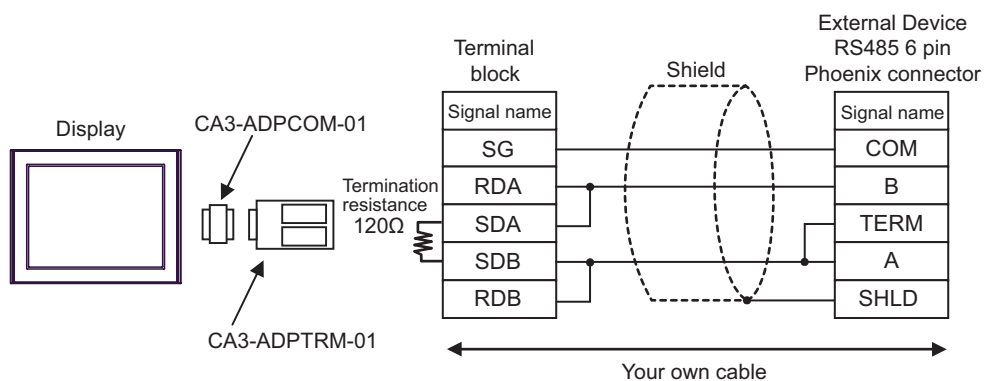 External Device
RS485 6 pin
Phoenix connector
Terminal
block
Shield
Signal name
Signal name
Display
CA3-ADPCOM-01
SG
COM
Termination
resistance
120Ω
RDA
B
SDA
TERM
SDB
A
RDB
SHLD
CA3-ADPTRM-01
Your own cable